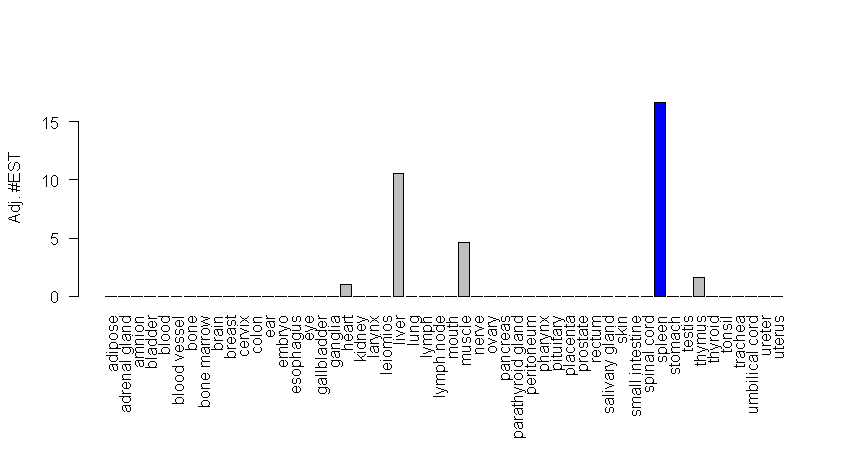 Adj. #EST
15
10
5
0
adipose
adrenal gland
amnion
bladder
blood
blood vessel
bone
bone marrow
brain
breast
cervix
colon
ear
embryo
esophagus
eye
gallbladder
ganglia
heart
kidney
larynx
leiomios
liver
lung
lymph
lymph node
mouth
muscle
nerve
ovary
pancreas
parathyroid gland
peritoneum
pharynx
pituitary
placenta
prostate
rectum
salivary gland
skin
small intestine
spinal cord
spleen
stomach
testis
thymus
thyroid
tonsil
trachea
umbilical cord
ureter
uterus